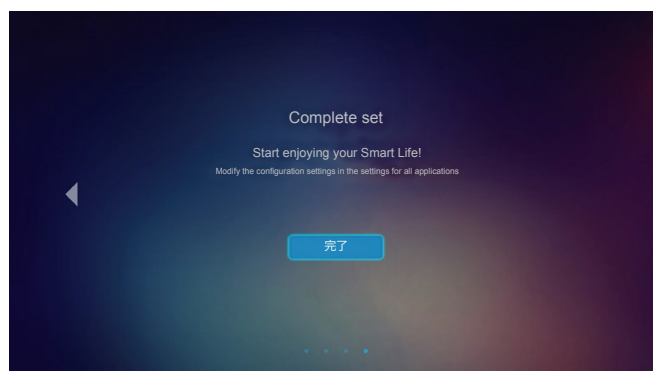 Complete set
Start enjoying your Smart Life!
Modify the configuration settings in the settings for all applications
完了